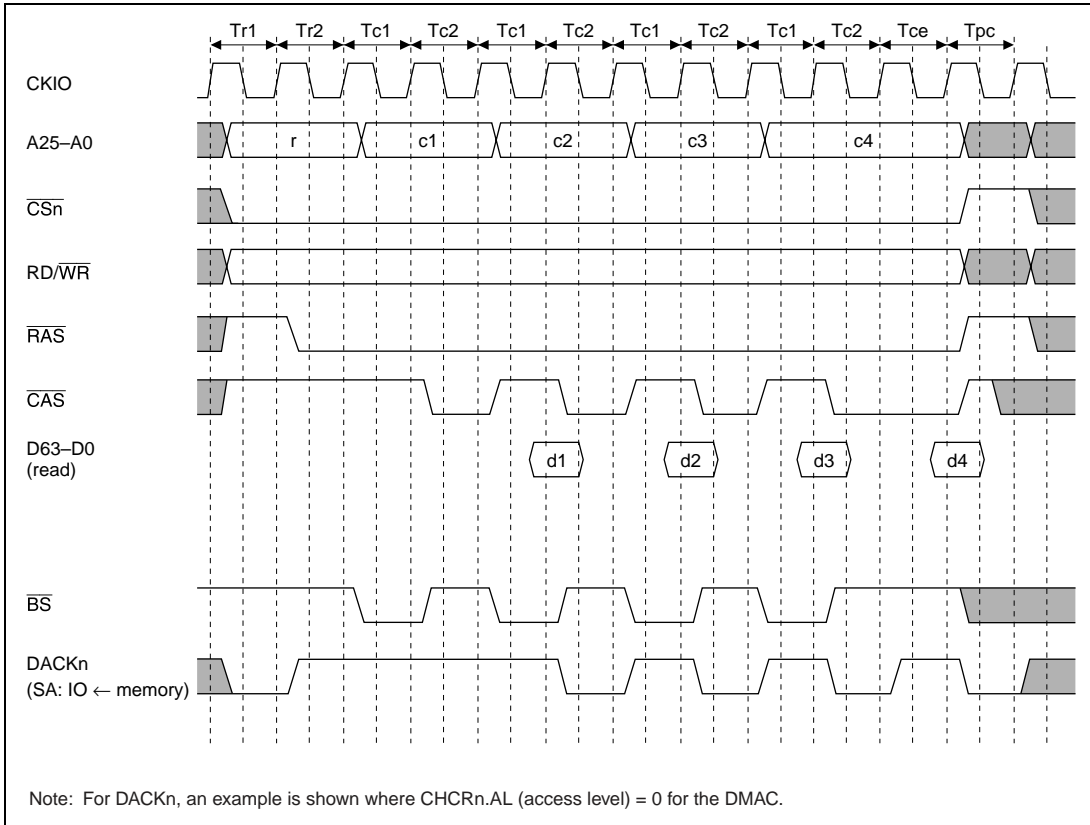 Tr1 Tr2 Tc1 Tc2 Tc1 Tc2 Tc1 Tc2 Tc1 Tc2 Tce Tpc
CKIO
A25–A0 r c1 c2 c3 c4
CSn
RD/WR
RAS
CAS
D63–D0
(read)
d1 d2 d3 d4
BS
DACKn
(SA: IO ← memory)
Note: For DACKn, an example is shown where CHCRn.AL (access level) = 0 for the DMAC.